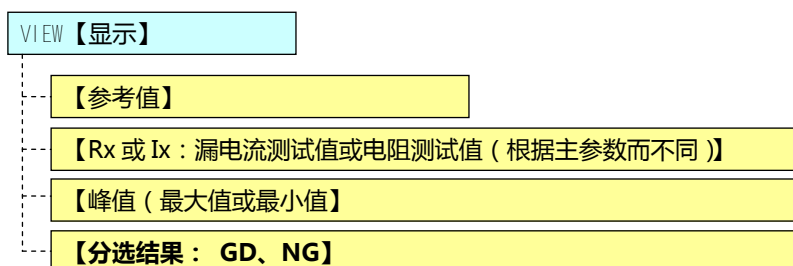 VIEW【显示】
【参考值】
【Rx 或 Ix：漏电流测试值或电阻测试值（根据主参数而不同）】
【峰值（最大值或最小值】
【分选结果： GD、NG】